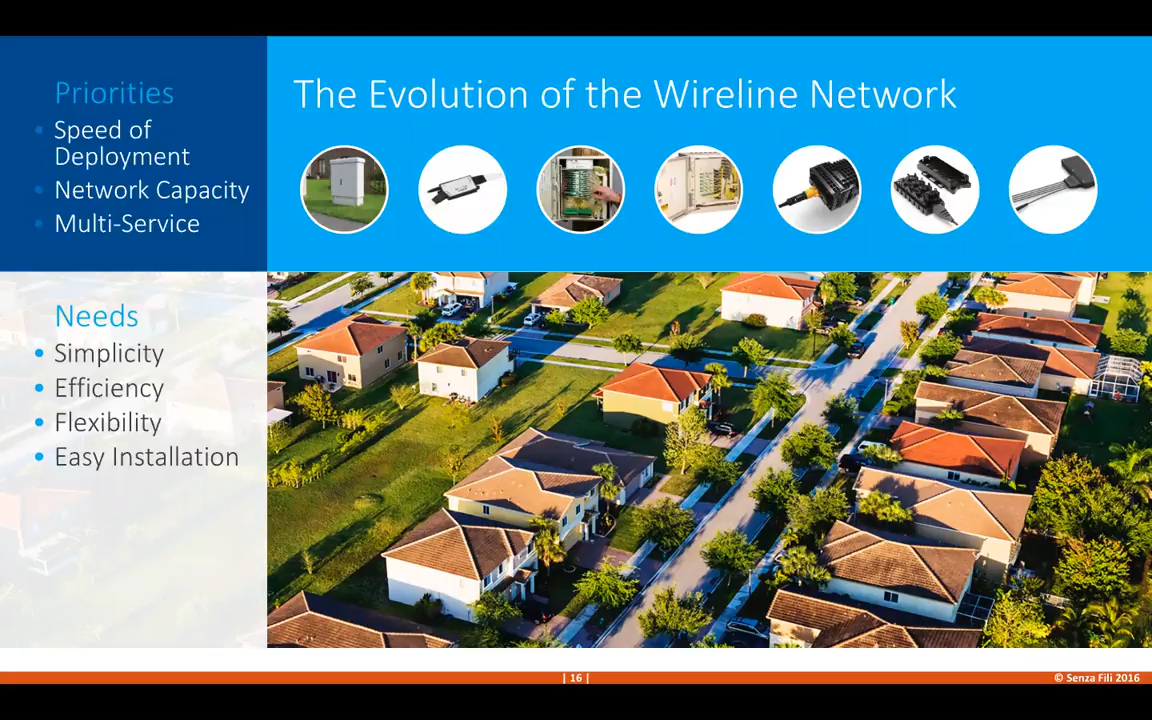 Priorities
• Speed of
Deployment
• Network Capacity
• Multi-Service
The Evolution of the Wireline Network
Needs
• Simplicity
• Efficiency
• Flexibility
• Easy Installation
| 16 |
© Senza Fili 2016